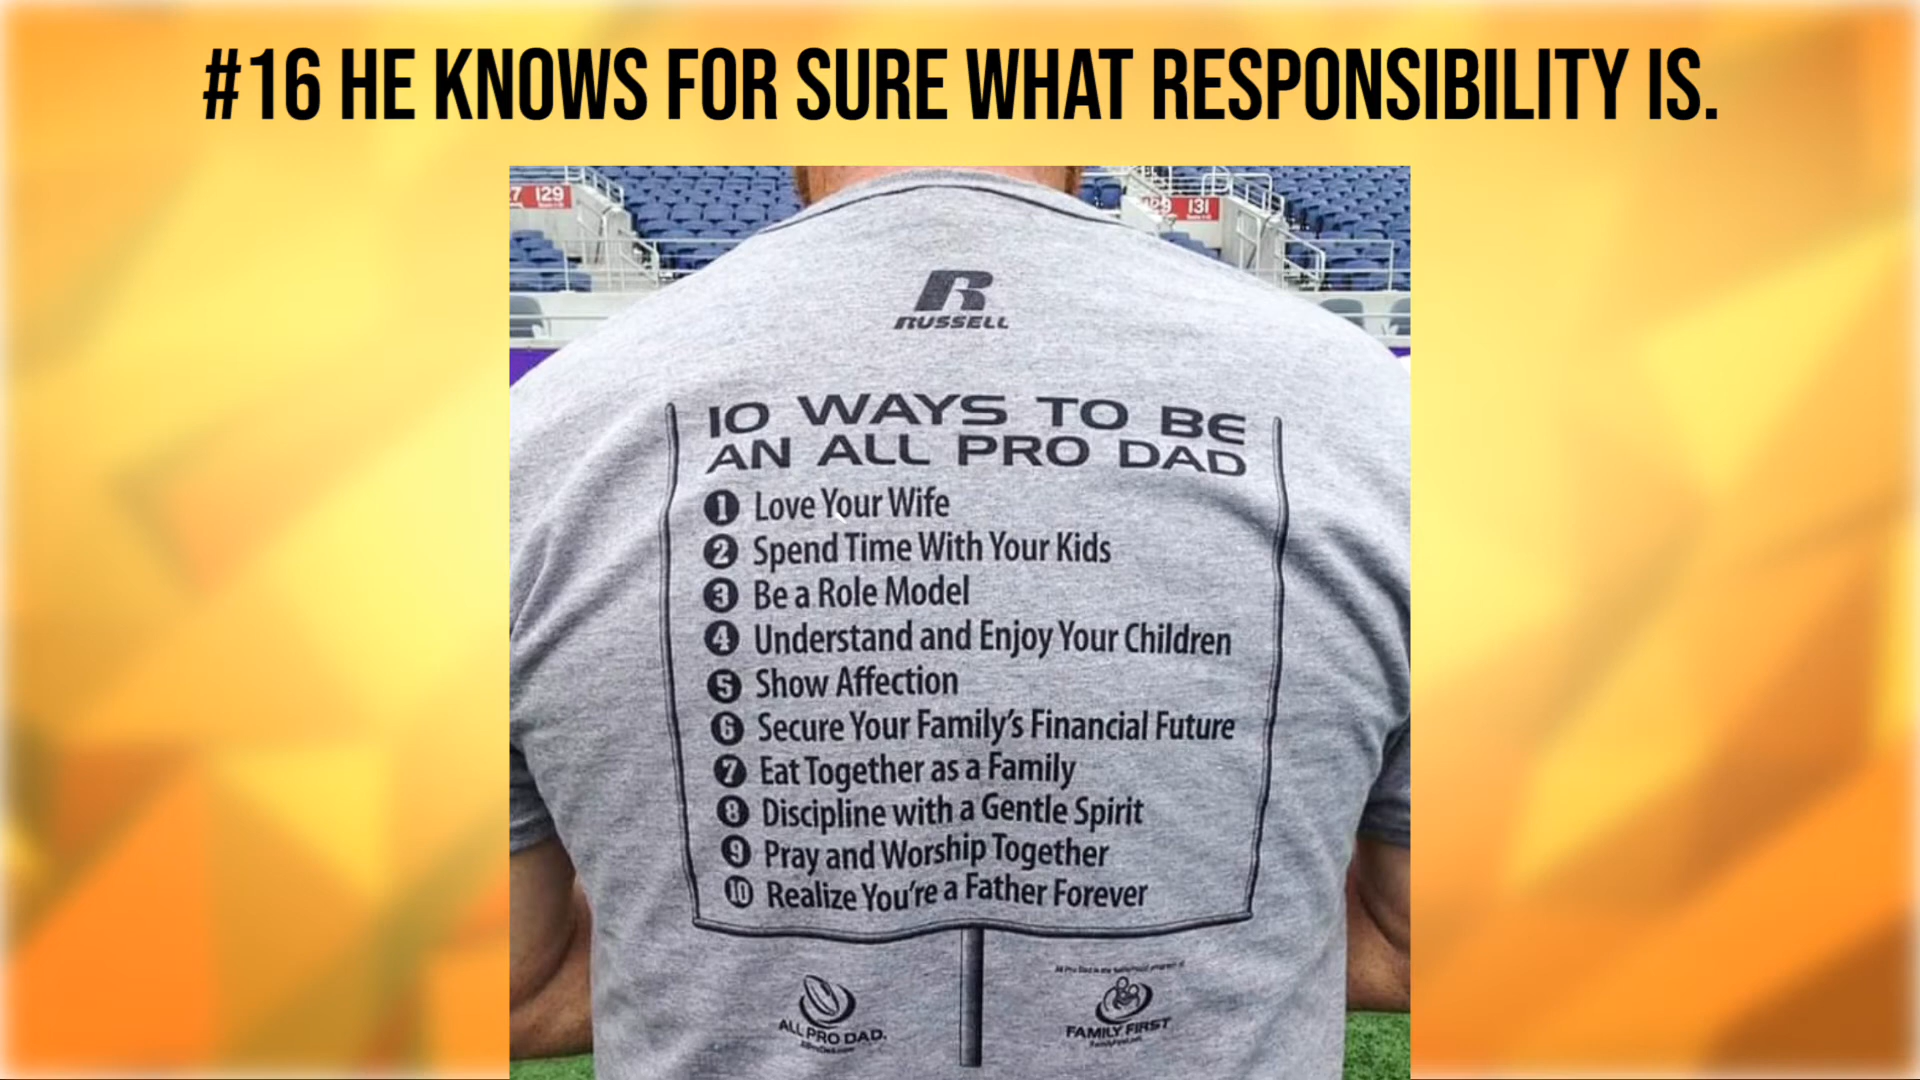 #16 HE KNOWS FOR SURE WHAT RESPONSIBILITY IS.
7 129
129 131
RUSSELL
10 WAYS TO BE
AN ALL PRO DAD
1 Love Your Wife
2 Spend Time With Your Kids
3 Be a Role Model
4 Understand and Enjoy Your Children
5 Show Affection
6 Secure Your Family's Financial Future
7 Eat Together as a Family
8 Discipline with a Gentle Spirit
9 Pray and Worship Together
10 Realize You're a Father Forever
ALL PRO DAD.
FAMILY FIRST